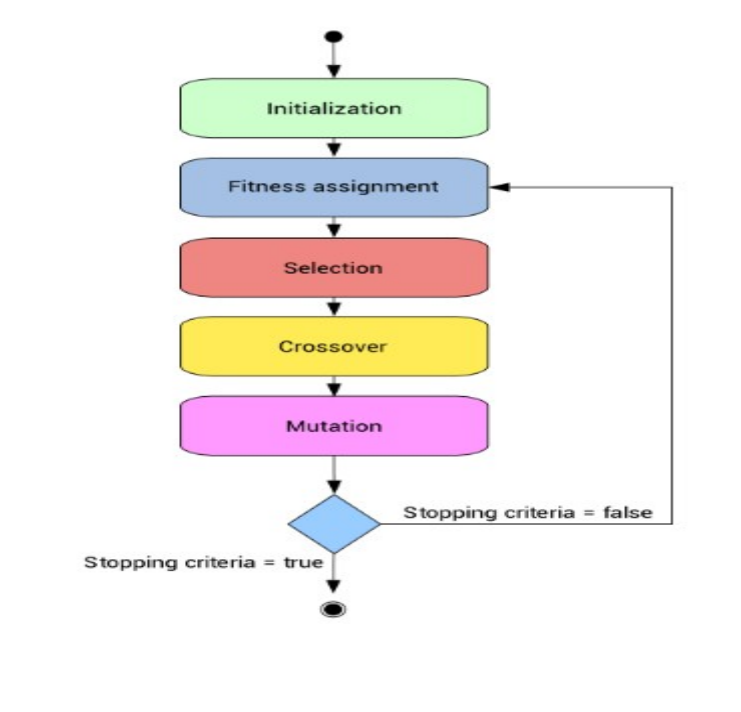 Initialization
Fitness assignment
Selection
Crossover
Mutation
Stopping criteria = false
Stopping criteria = true